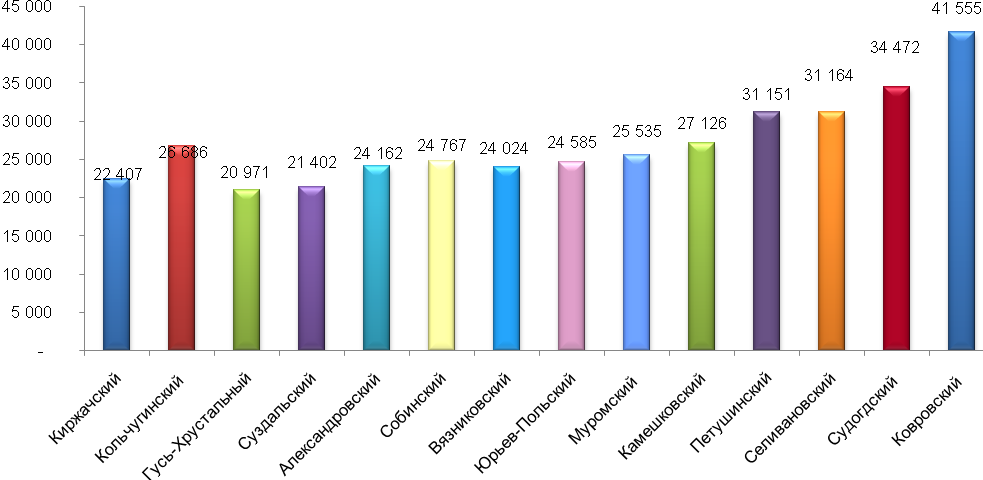 45 000
40 000
35 000
30 000
25 000
20 000
15 000
10 000
5 000
-
22 407
26 686
20 971
21 402
24 162
24 767
24 024
24 585
25 535
27 126
31 151
31 164
34 472
41 555
Киржачский
Кольчугинский
Гусь-Хрустальный
Суздальский
Александровский
Собинский
Вязниковский
Юрьев-Польский
Муромский
Камешковский
Петушинский
Селивановский
Судогдский
Ковровский